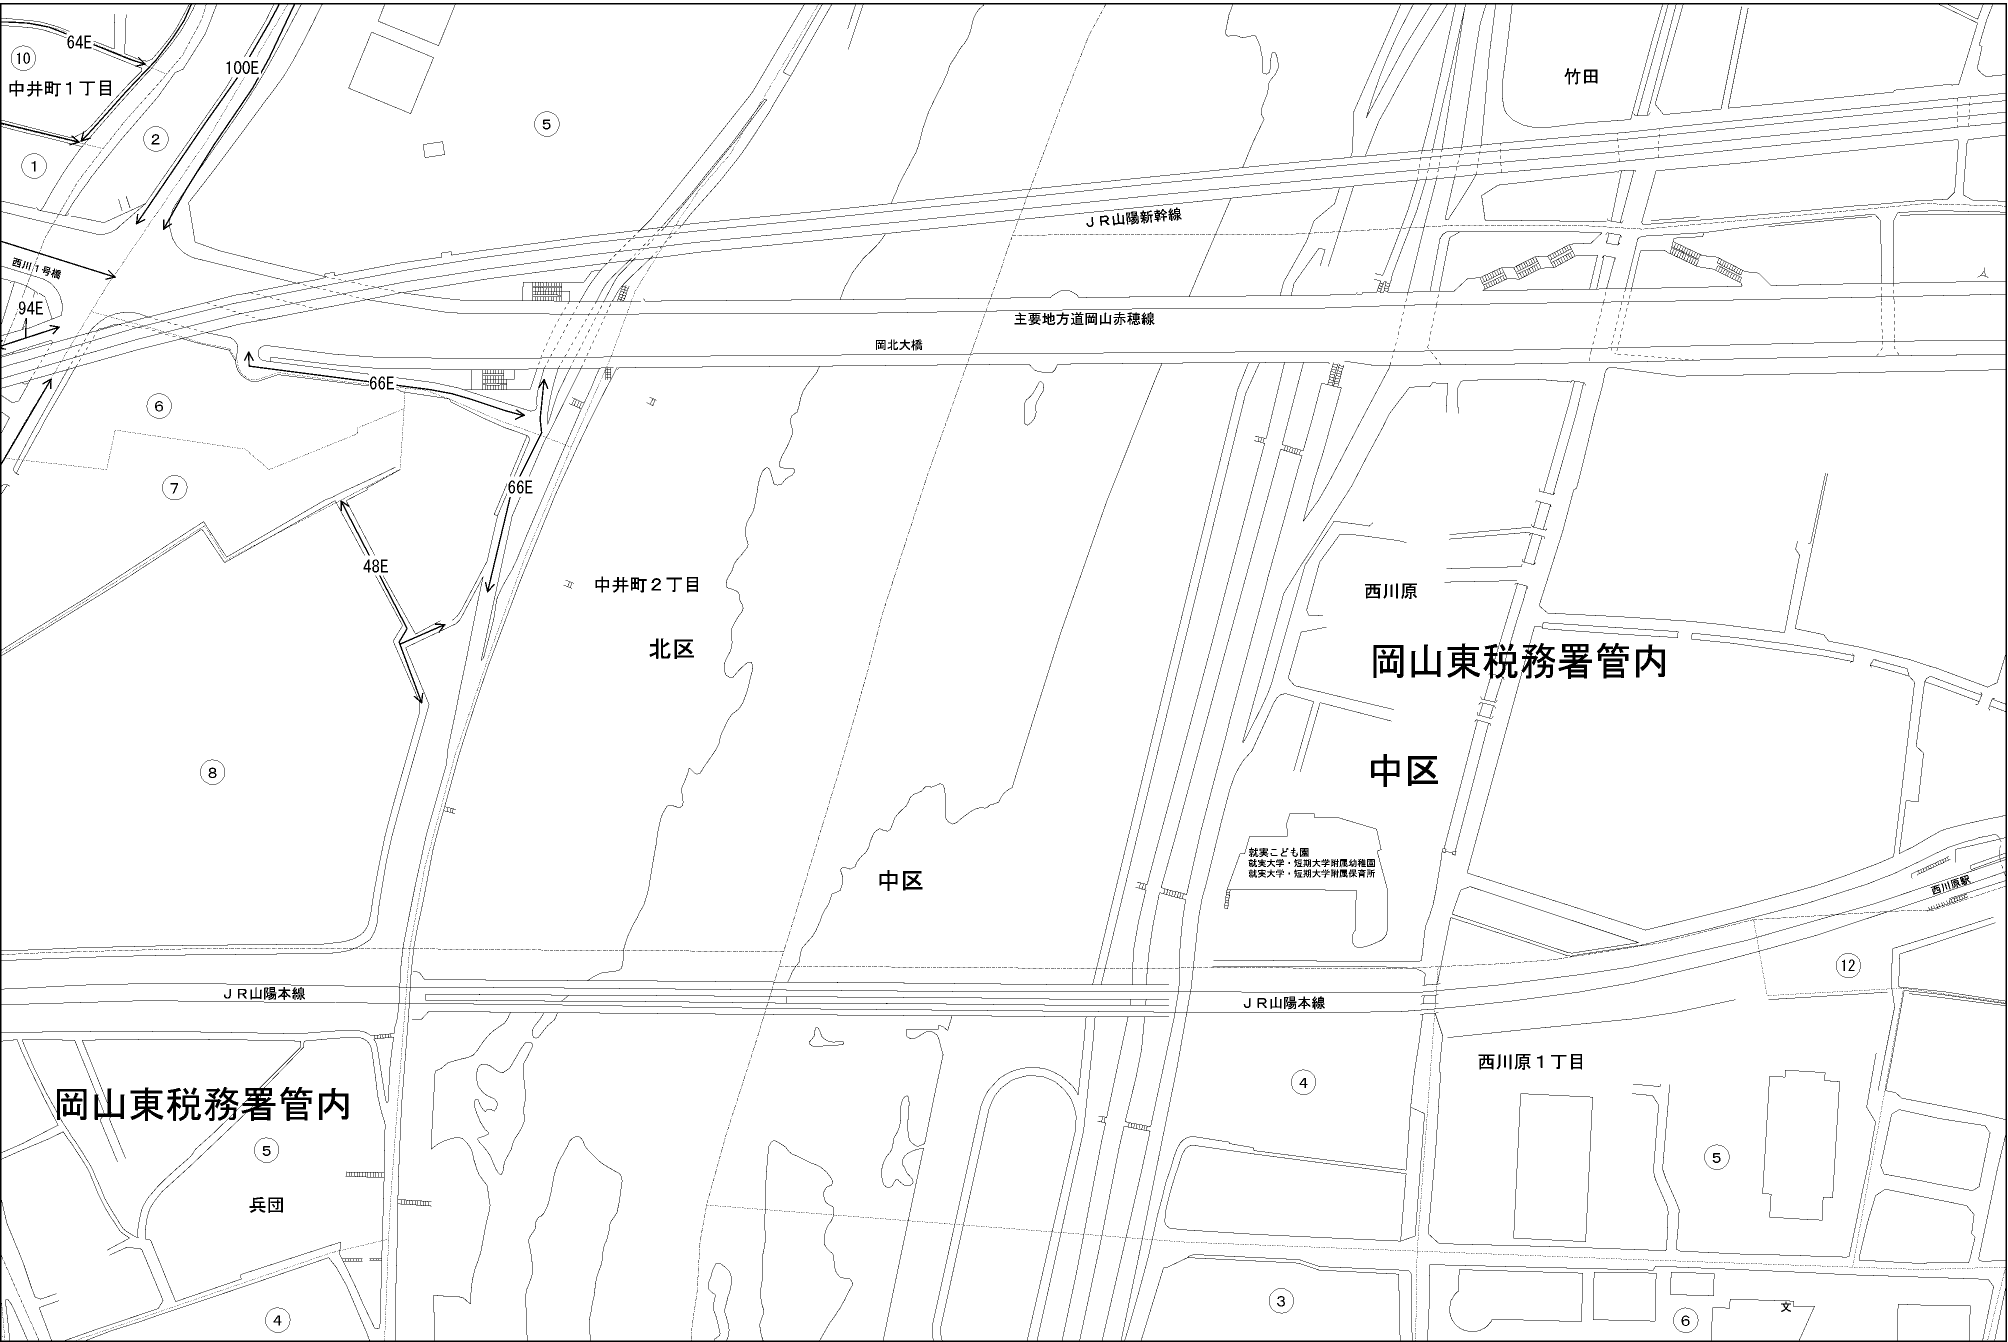 64E
100E
⑩
中井町１丁目
竹田
⑤
②
①
ＪＲ山陽新幹線
西川１号橋
94E
主要地方道岡山赤穂線
岡北大橋
66E
⑥
⑦
66E
48E
中井町２丁目
西川原
北区
岡山東税務署管内
中区
⑧
就実こども園
就実大学・短期大学附属幼稚園
就実大学・短期大学附属保育所
中区
西川原駅
⑫
ＪＲ山陽本線
ＪＲ山陽本線
西川原１丁目
④
岡山東税務署管内
⑤
⑤
兵団
③
④
⑥
文